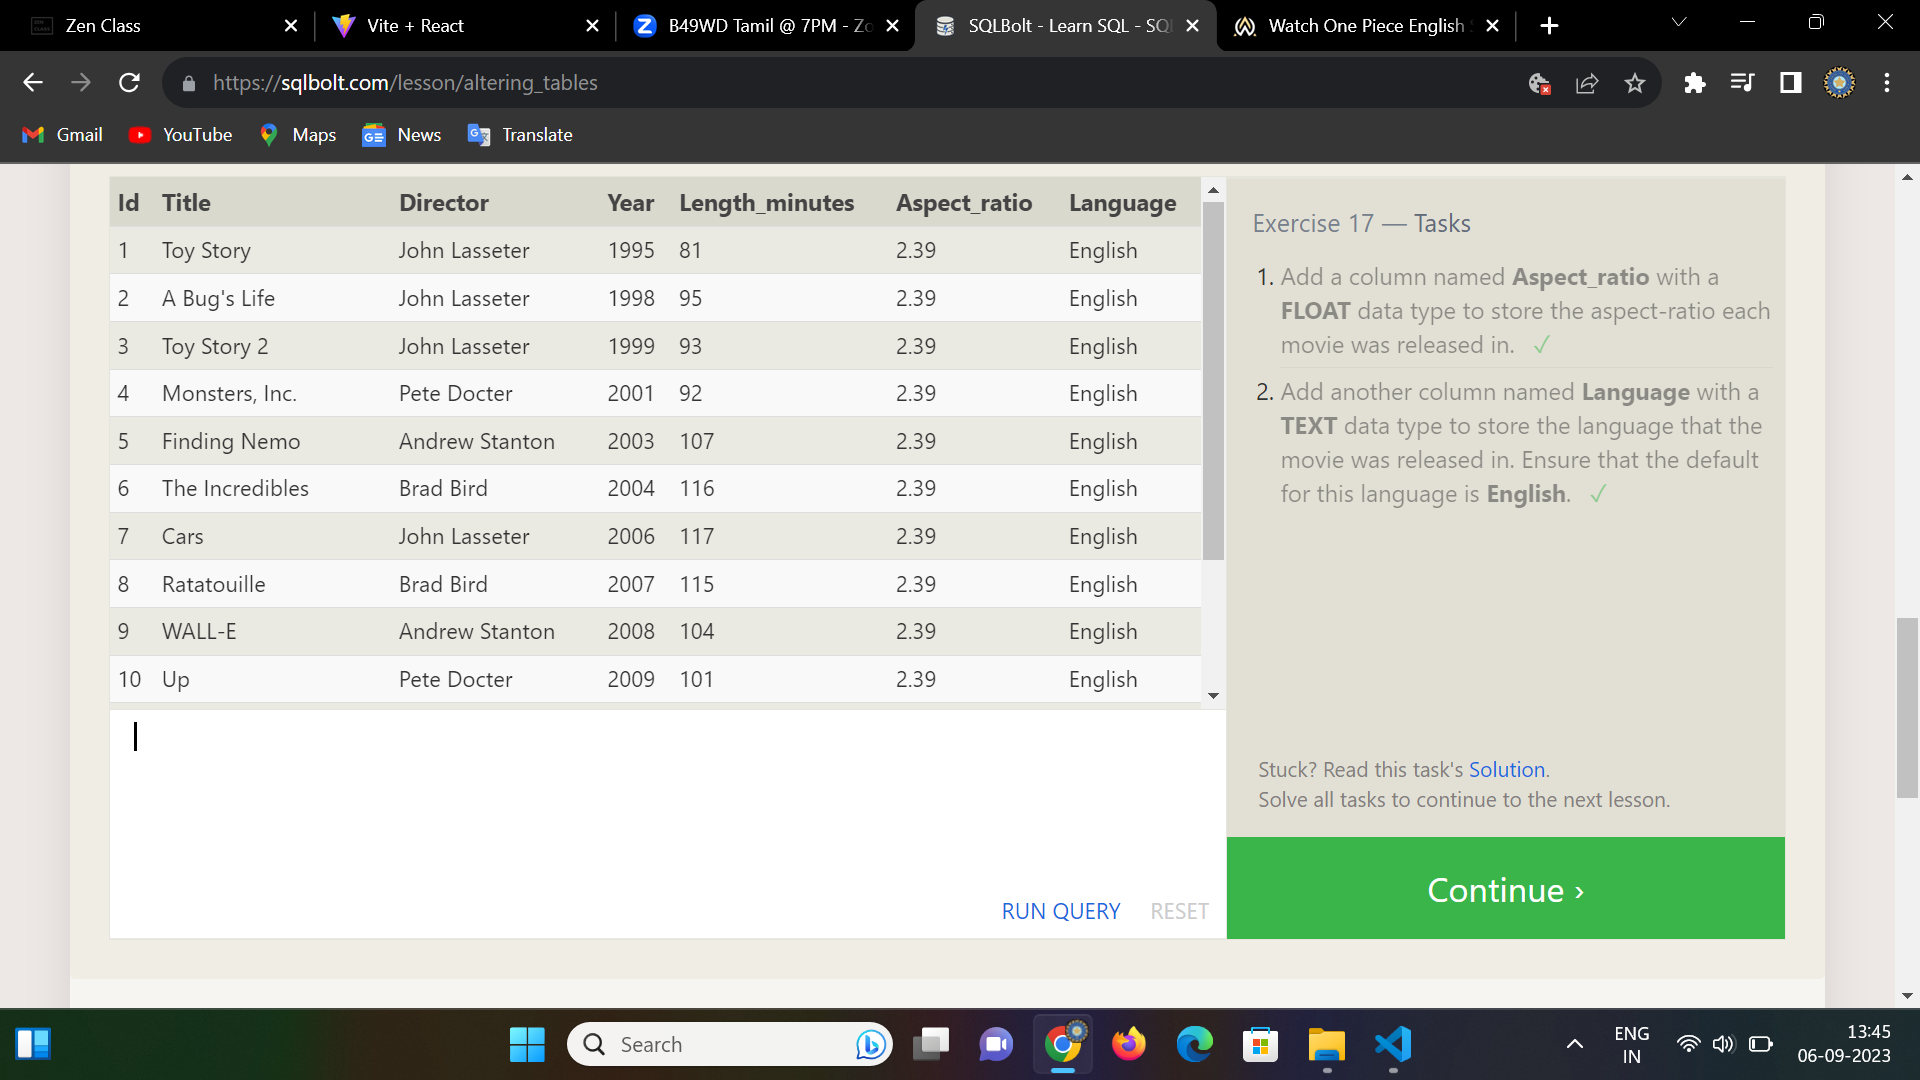 Zen Class
Vite + React
B49WD Tamil @ 7PM - Zo
SQLBolt - Learn SQL - SQ
Watch One Piece English
https://sqlbolt.com/lesson/altering_tables
Gmail
YouTube
Maps
News
Translate
Id Title Director Year Length_minutes Aspect_ratio Language
1 Toy Story John Lasseter 1995 81 2.39 English
2 A Bug's Life John Lasseter 1998 95 2.39 English
3 Toy Story 2 John Lasseter 1999 93 2.39 English
4 Monsters, Inc. Pete Docter 2001 92 2.39 English
5 Finding Nemo Andrew Stanton 2003 107 2.39 English
6 The Incredibles Brad Bird 2004 116 2.39 English
7 Cars John Lasseter 2006 117 2.39 English
8 Ratatouille Brad Bird 2007 115 2.39 English
9 WALL-E Andrew Stanton 2008 104 2.39 English
10 Up Pete Docter 2009 101 2.39 English
RUN QUERY RESET
Exercise 17 — Tasks
1. Add a column named Aspect_ratio with a
FLOAT data type to store the aspect-ratio each
movie was released in. ✓
2. Add another column named Language with a
TEXT data type to store the language that the
movie was released in. Ensure that the default
for this language is English. ✓
Stuck? Read this task's Solution.
Solve all tasks to continue to the next lesson.
Continue ›
Search
ENG
IN
13:45
06-09-2023